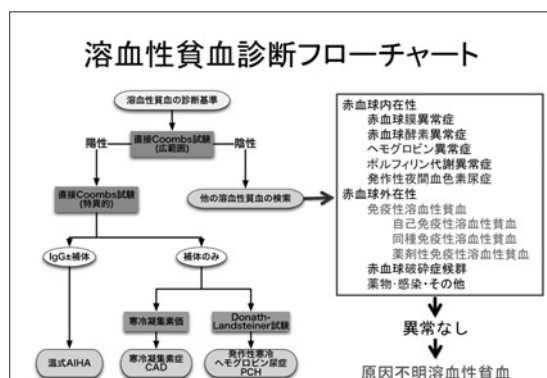 溶血性貧血診断フローチャート
溶血性貧血の診断基準
陽性
直接Coombs試験
(広範囲)
陰性
直接Coombs試験
(特異的)
他の溶血性貧血の検索
IgG±補体
補体のみ
寒冷凝集素価
Donath-
Landsteiner試験
温式AIHA
寒冷凝集素症
CAD
発作性寒冷
ヘモグロビン尿症
PCH
赤血球内在性
赤血球膜異常症
赤血球酵素異常症
ヘモグロビン異常症
ポルフィリン代謝異常症
発作性夜間血色素尿症
赤血球外在性
免疫性溶血性貧血
自己免疫性溶血性貧血
同種免疫性溶血性貧血
薬剤性免疫性溶血性貧血
赤血球破砕症候群
薬物・感染・その他
異常なし
原因不明溶血性貧血